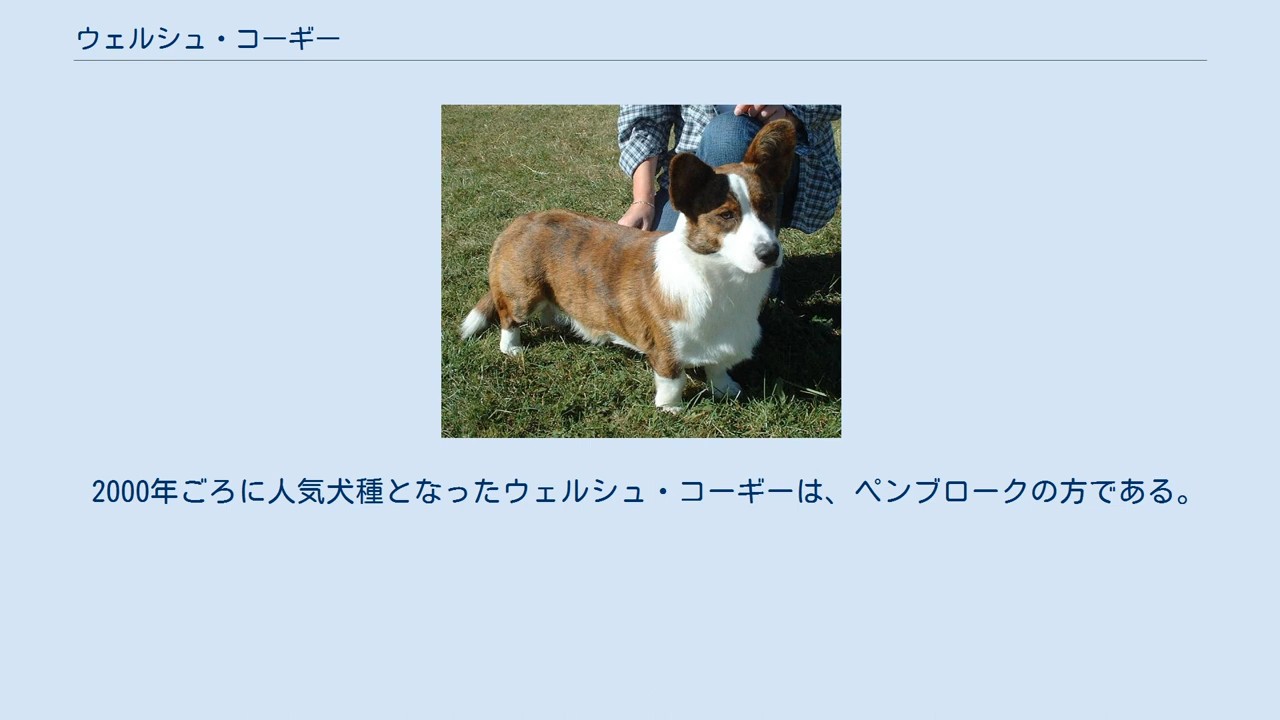 ウェルシュ・コーギー
2000年ごろに人気犬種となったウェルシュ・コーギーは、ペンブロークの方である。